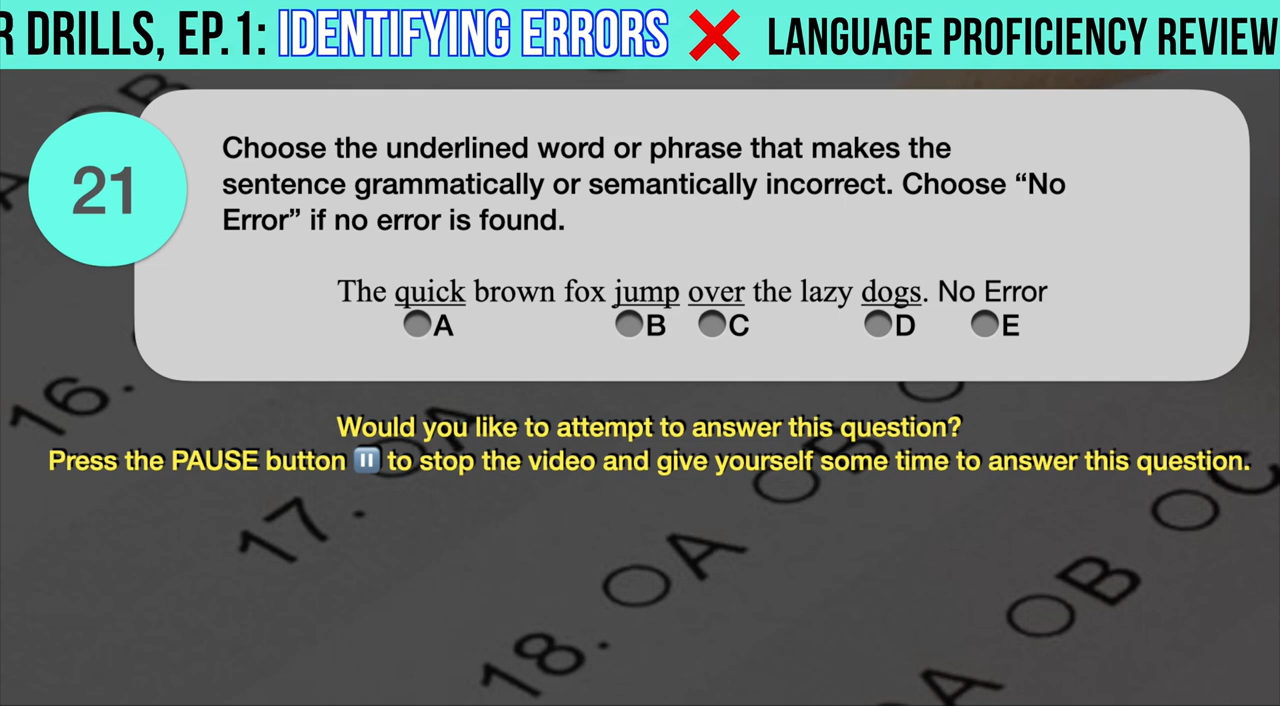 R DRILLS, EP.1: IDENTIFYING ERRORS ❌ LANGUAGE PROFICIENCY REVIEW
21
Choose the underlined word or phrase that makes the
sentence grammatically or semantically incorrect. Choose “No
Error” if no error is found.
The quick brown fox jump over the lazy dogs. No Error
A B C D E
Would you like to attempt to answer this question?
Press the PAUSE button ⏸ to stop the video and give yourself some time to answer this question.
B
A
16.
17. A B
18. A B C
A B